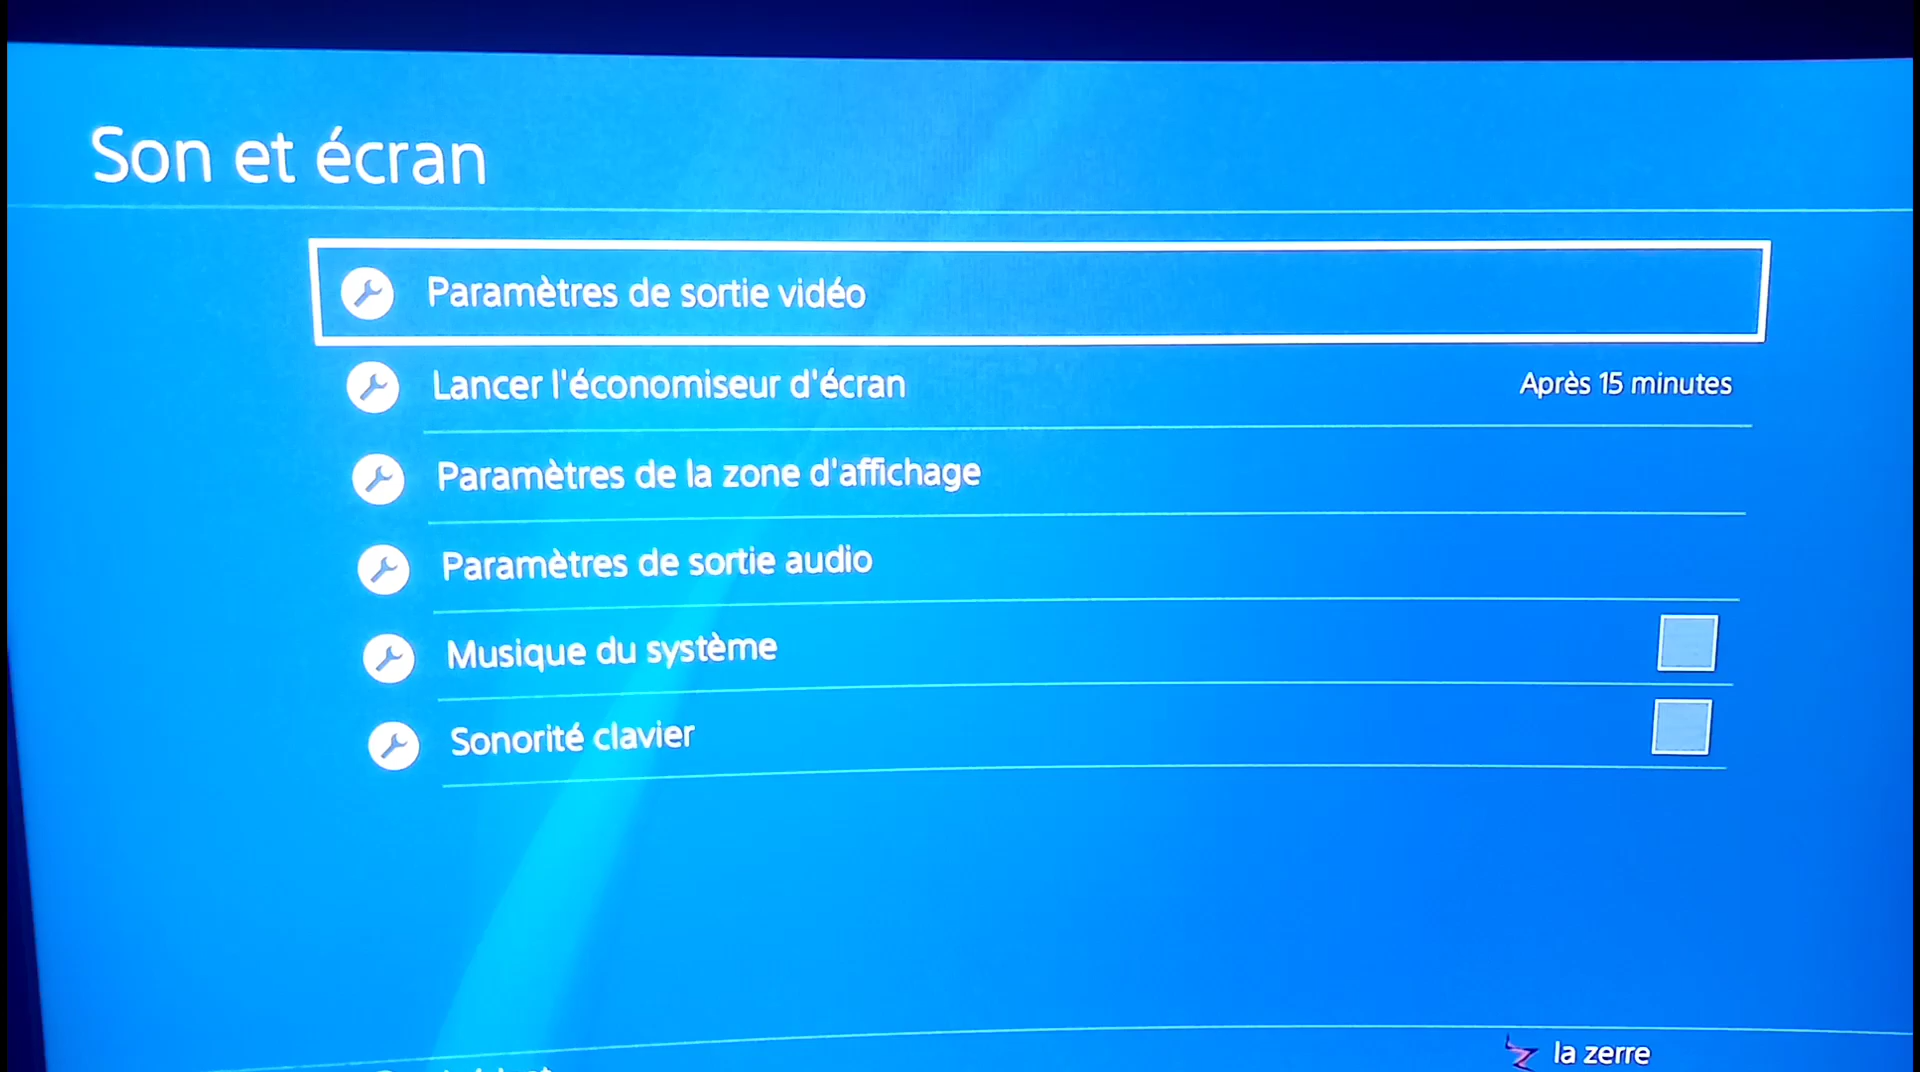 Son et écran
Paramètres de sortie vidéo
Lancer l'économiseur d'écran Après 15 minutes
Paramètres de la zone d'affichage
Paramètres de sortie audio
Musique du système
Sonorité clavier
la zerre